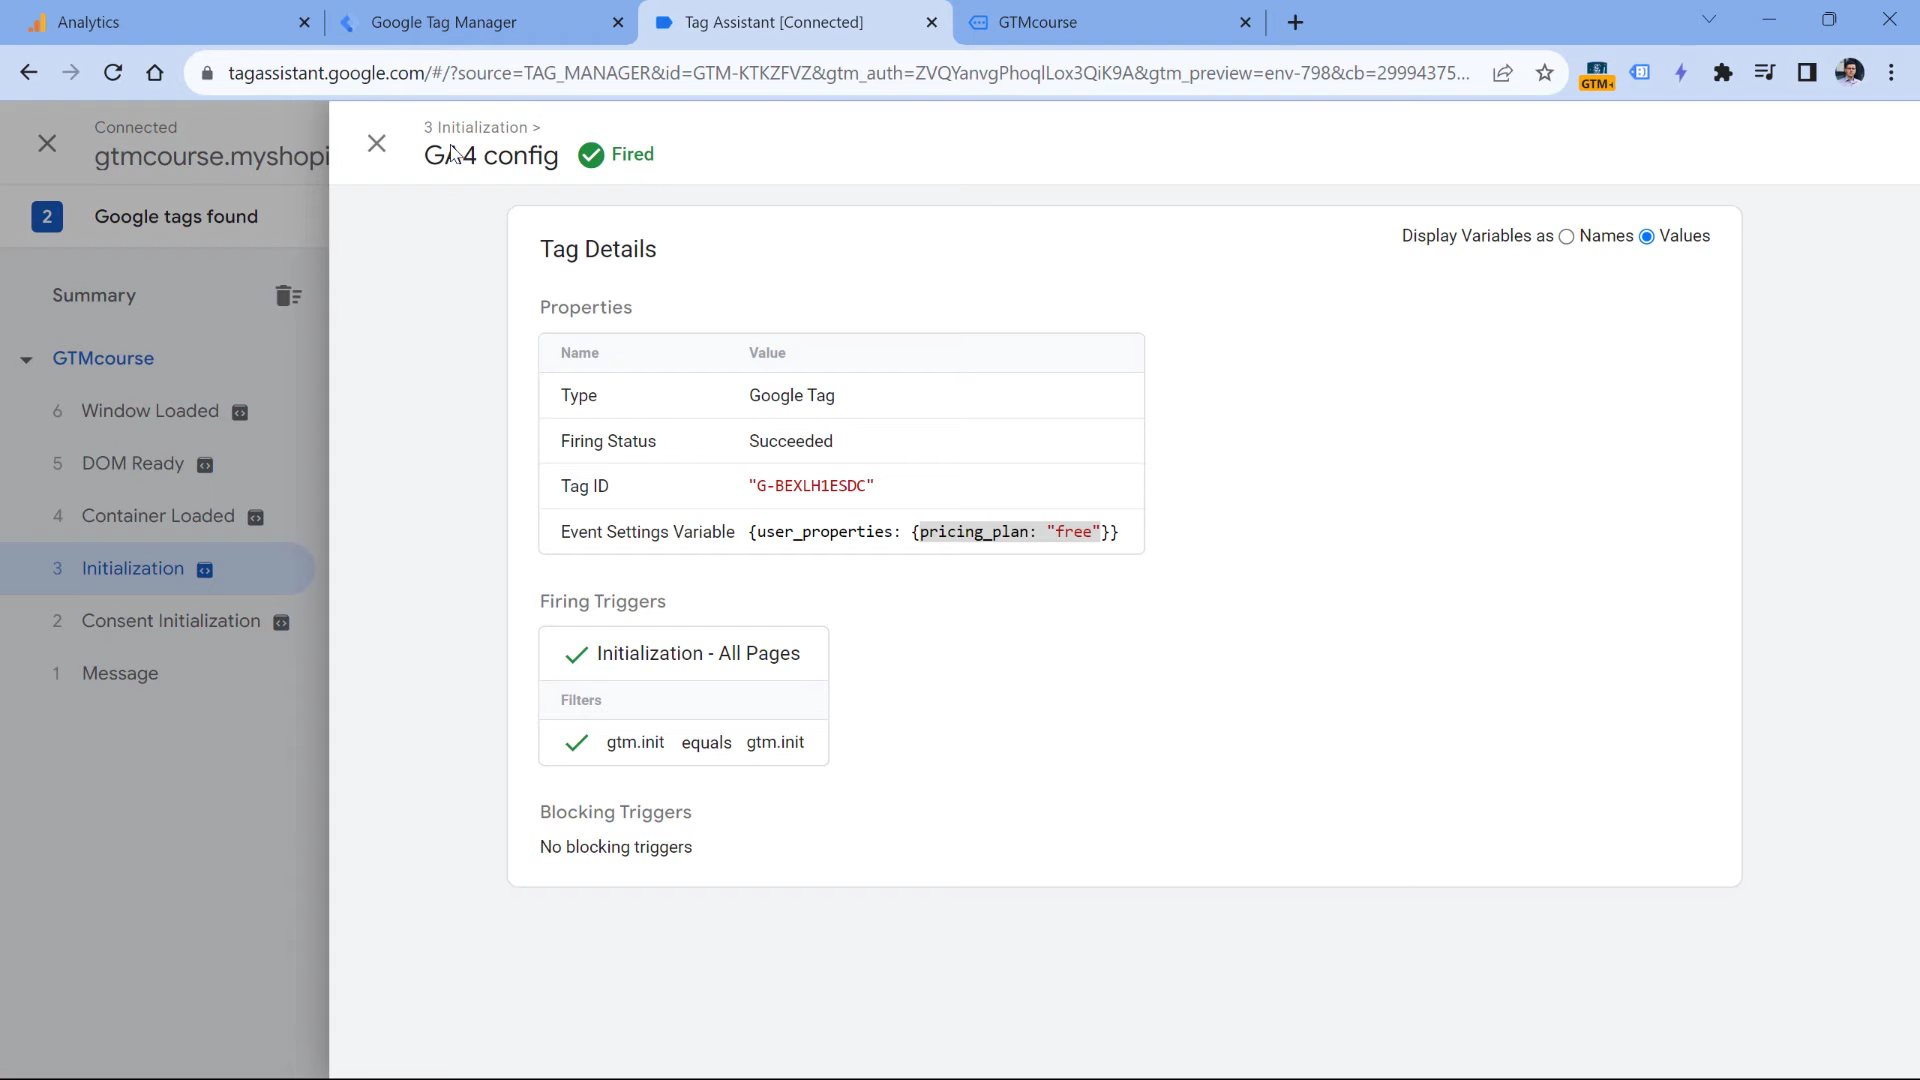 Analytics
Google Tag Manager
Tag Assistant [Connected]
GTMcourse
tagassistant.google.com/#/?source=TAG_MANAGER&id=GTM-KTKZFVZ&gtm_auth=ZVQYanvgPhoqlLox3QiK9A&gtm_preview=env-798&cb=29994375...
GTM
Connected
gtmcourse.myshopi
2 Google tags found
Summary
GTMcourse
6 Window Loaded
5 DOM Ready
4 Container Loaded
3 Initialization
2 Consent Initialization
1 Message
3 Initialization >
GA4 config
Fired
Tag Details
Display Variables as Names Values
Properties
Name Value
Type Google Tag
Firing Status Succeeded
Tag ID "G-BEXLH1ESDC"
Event Settings Variable {user_properties: {pricing_plan: "free"}}
Firing Triggers
Initialization - All Pages
Filters
gtm.init equals gtm.init
Blocking Triggers
No blocking triggers